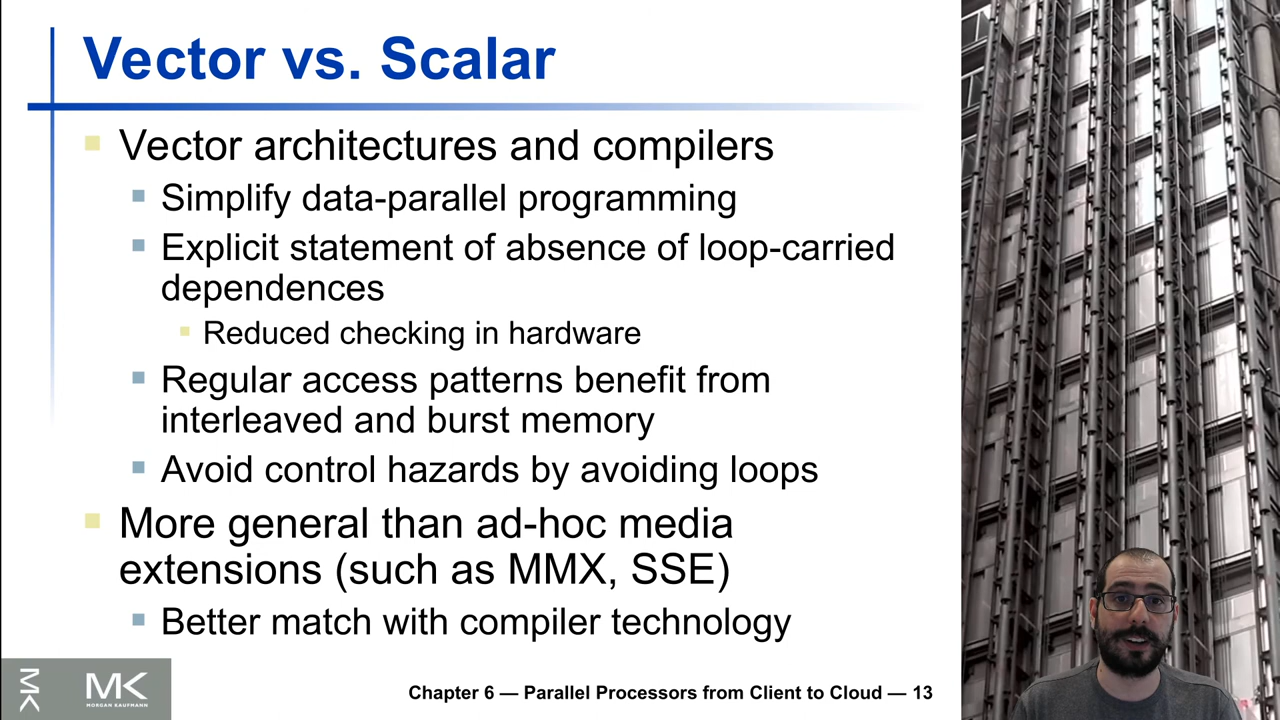 Vector vs. Scalar
Vector architectures and compilers
Simplify data-parallel programming
Explicit statement of absence of loop-carried
dependences
Reduced checking in hardware
Regular access patterns benefit from
interleaved and burst memory
Avoid control hazards by avoiding loops
More general than ad-hoc media
extensions (such as MMX, SSE)
Better match with compiler technology
MK
MK
MORGAN KAUFMANN
Chapter 6 — Parallel Processors from Client to Cloud — 13